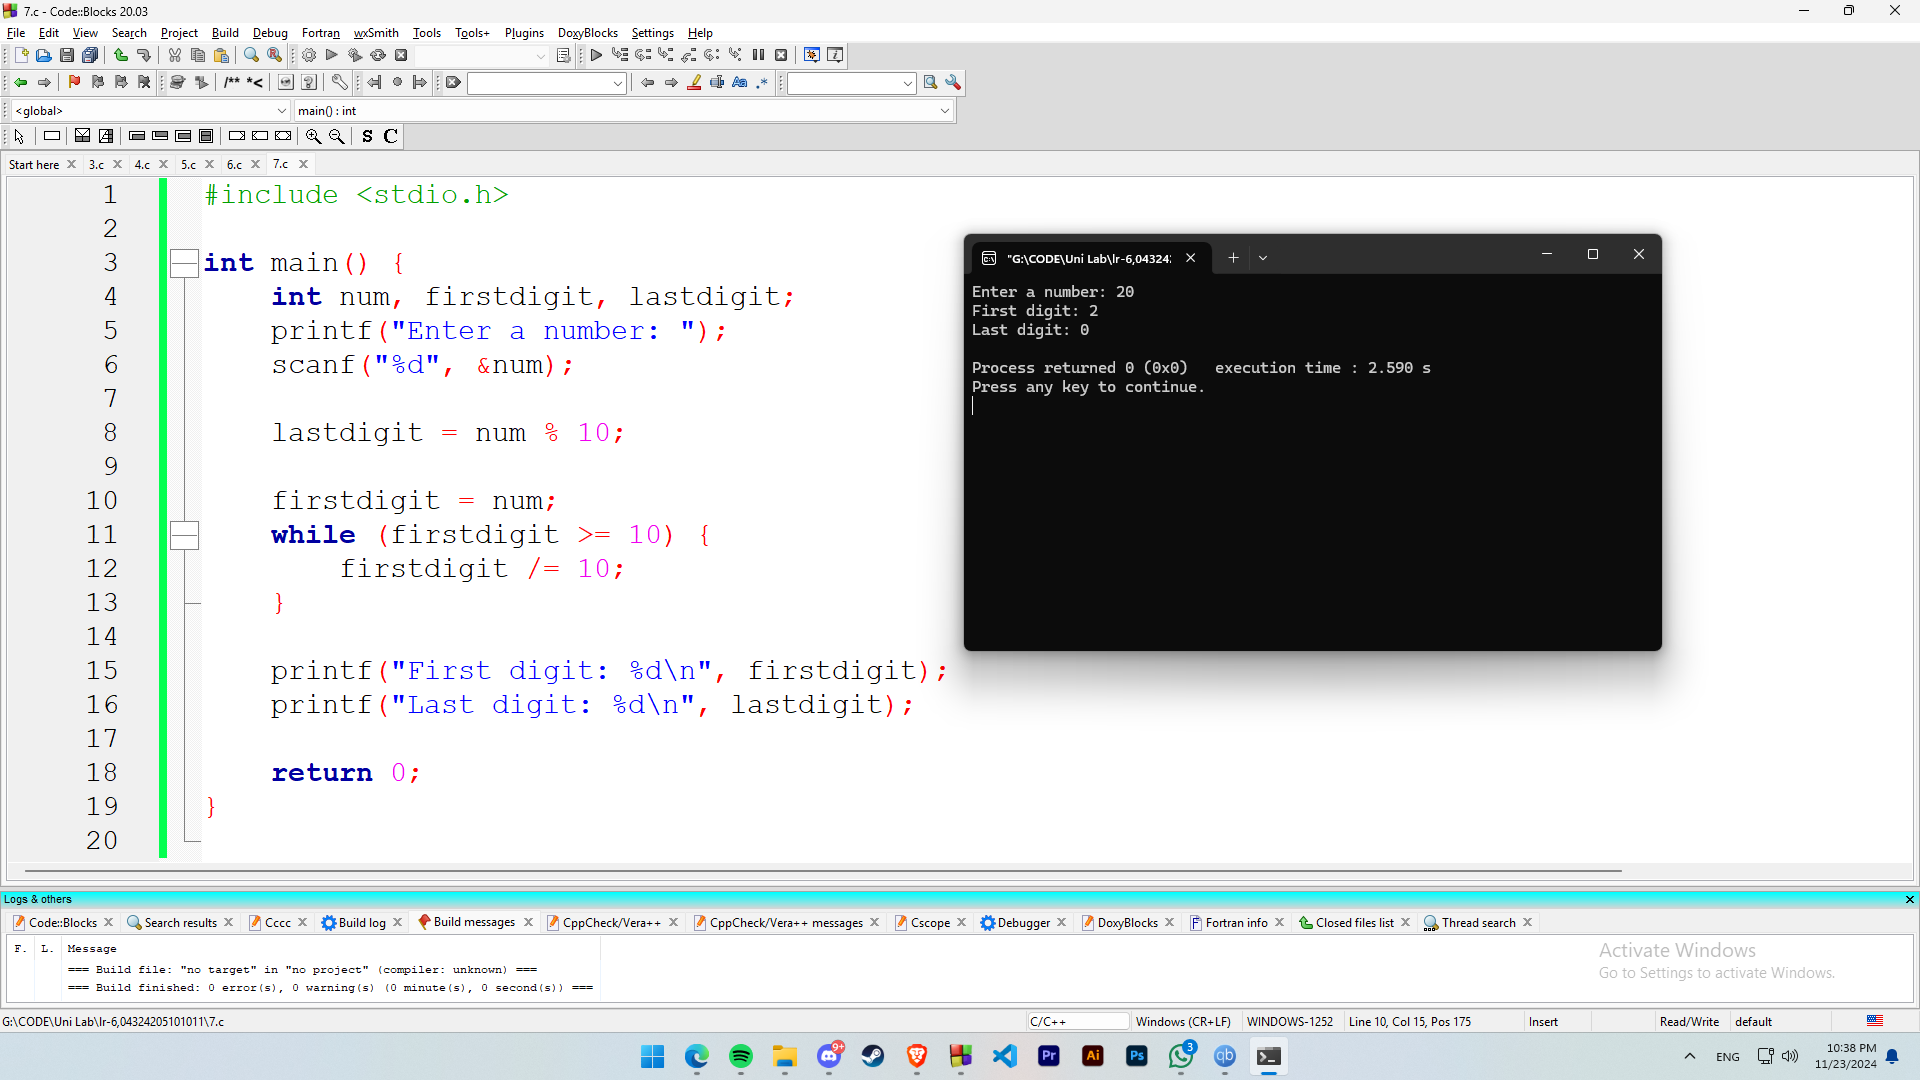 7.c - Code::Blocks 20.03
File Edit View Search Project Build Debug Fortran wxSmith Tools Tools+ Plugins DoxyBlocks Settings Help
/** *<
<global> main() : int
S C
Start here 3.c 4.c 5.c 6.c 7.c
1 #include <stdio.h>
2
3 int main() {
4 int num, firstdigit, lastdigit;
5 printf("Enter a number: ");
6 scanf("%d", &num);
7
8 lastdigit = num % 10;
9
10 firstdigit = num;
11 while (firstdigit >= 10) {
12 firstdigit /= 10;
13 }
14
15 printf("First digit: %d\n", firstdigit);
16 printf("Last digit: %d\n", lastdigit);
17
18 return 0;
19 }
20
"G:\CODE\Uni Lab\lr-6,04324:
Enter a number: 20
First digit: 2
Last digit: 0
Process returned 0 (0x0)   execution time : 2.590 s
Press any key to continue.
Logs & others
Code::Blocks Search results Cccc Build log Build messages CppCheck/Vera++ CppCheck/Vera++ messages Cscope Debugger DoxyBlocks Fortran info Closed files list Thread search
F. L. Message
=== Build file: "no target" in "no project" (compiler: unknown) ===
=== Build finished: 0 error(s), 0 warning(s) (0 minute(s), 0 second(s)) ===
Activate Windows
Go to Settings to activate Windows.
G:\CODE\Uni Lab\lr-6,04324205101011\7.c C/C++ Windows (CR+LF) WINDOWS-1252 Line 10, Col 15, Pos 175 Insert Read/Write default
9+ Pr Ai Ps 3 qb ENG 10:38 PM
11/23/2024